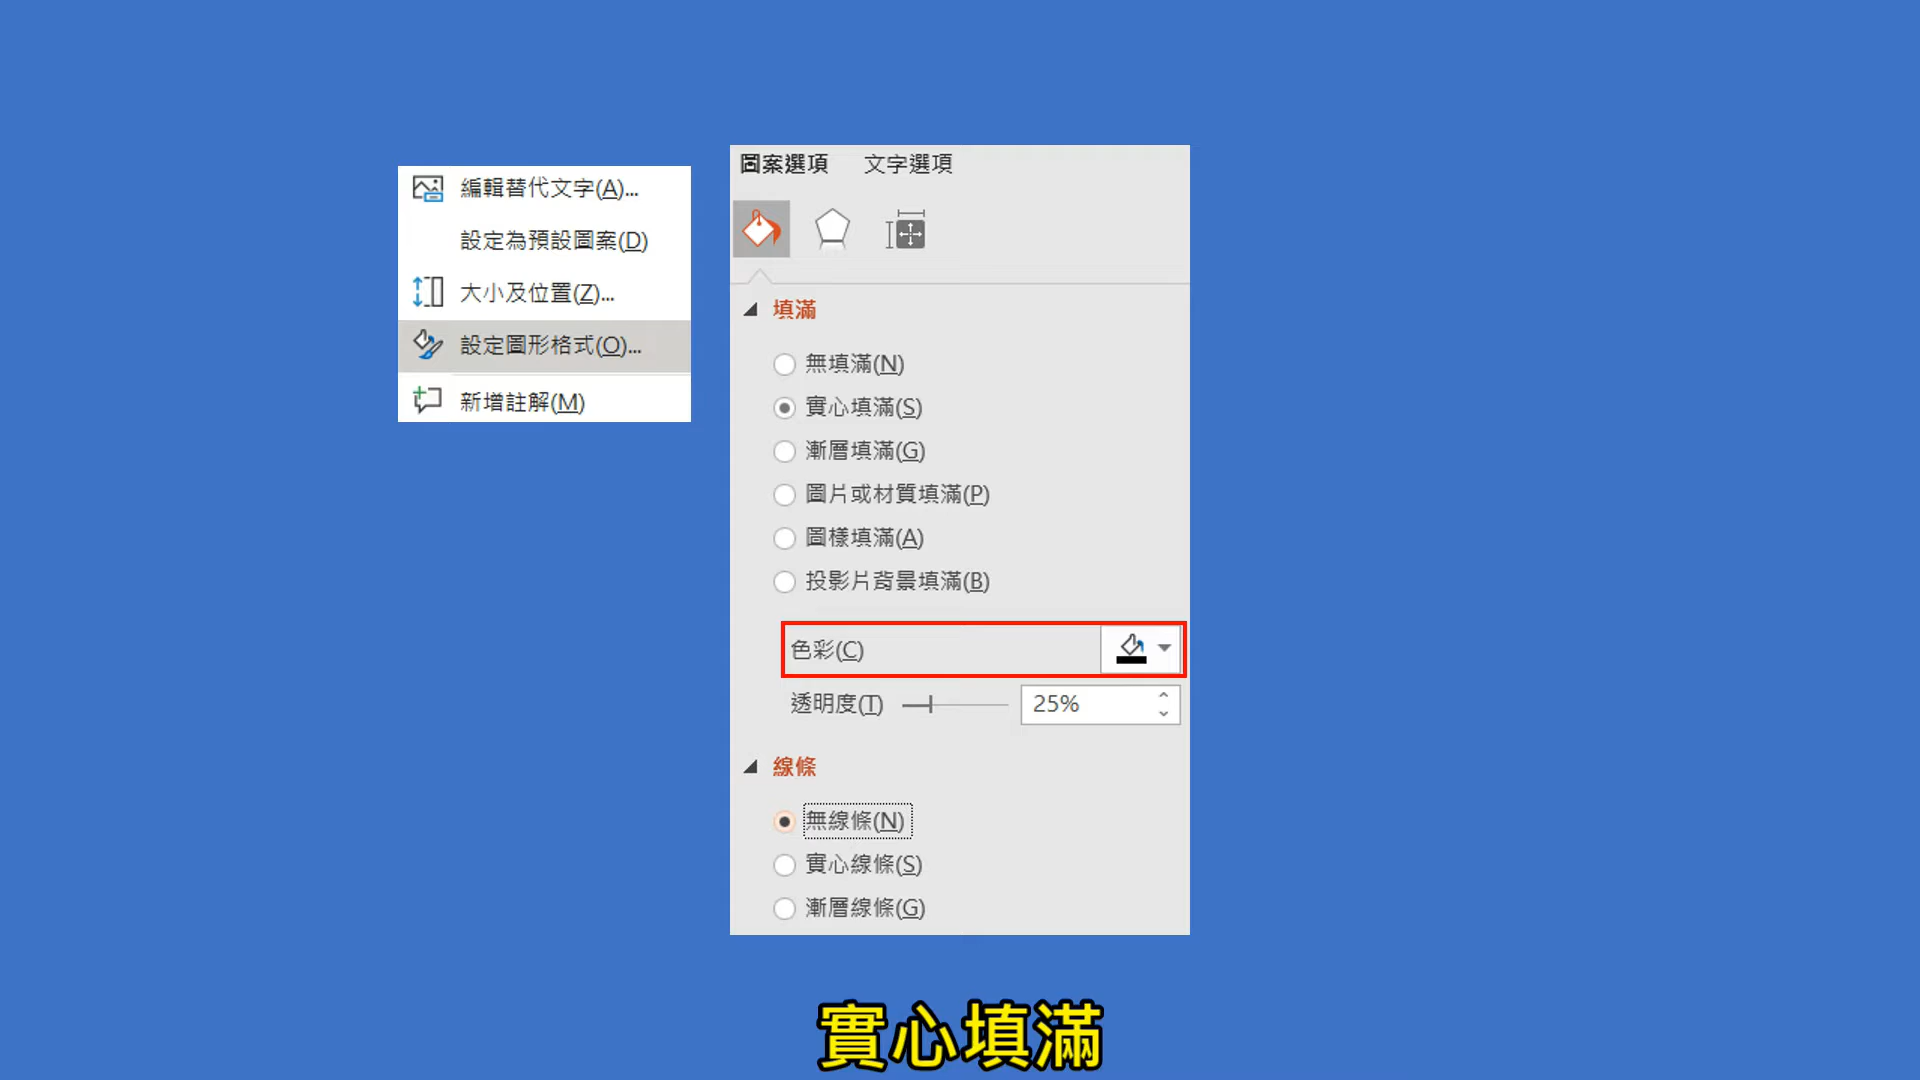 編輯替代文字(A)...
設定為預設圖案(D)
大小及位置(Z)...
設定圖形格式(O)...
新增註解(M)
圖案選項 文字選項
填滿
無填滿(N)
實心填滿(S)
漸層填滿(G)
圖片或材質填滿(P)
圖樣填滿(A)
投影片背景填滿(B)
色彩(C)
透明度(T) 25%
線條
無線條(N)
實心線條(S)
漸層線條(G)
實心填滿